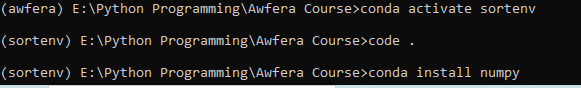 (awfera) E:\Python Programming\Awfera Course>conda activate sortenv
(sortenv) E:\Python Programming\Awfera Course>code .
(sortenv) E:\Python Programming\Awfera Course>conda install numpy